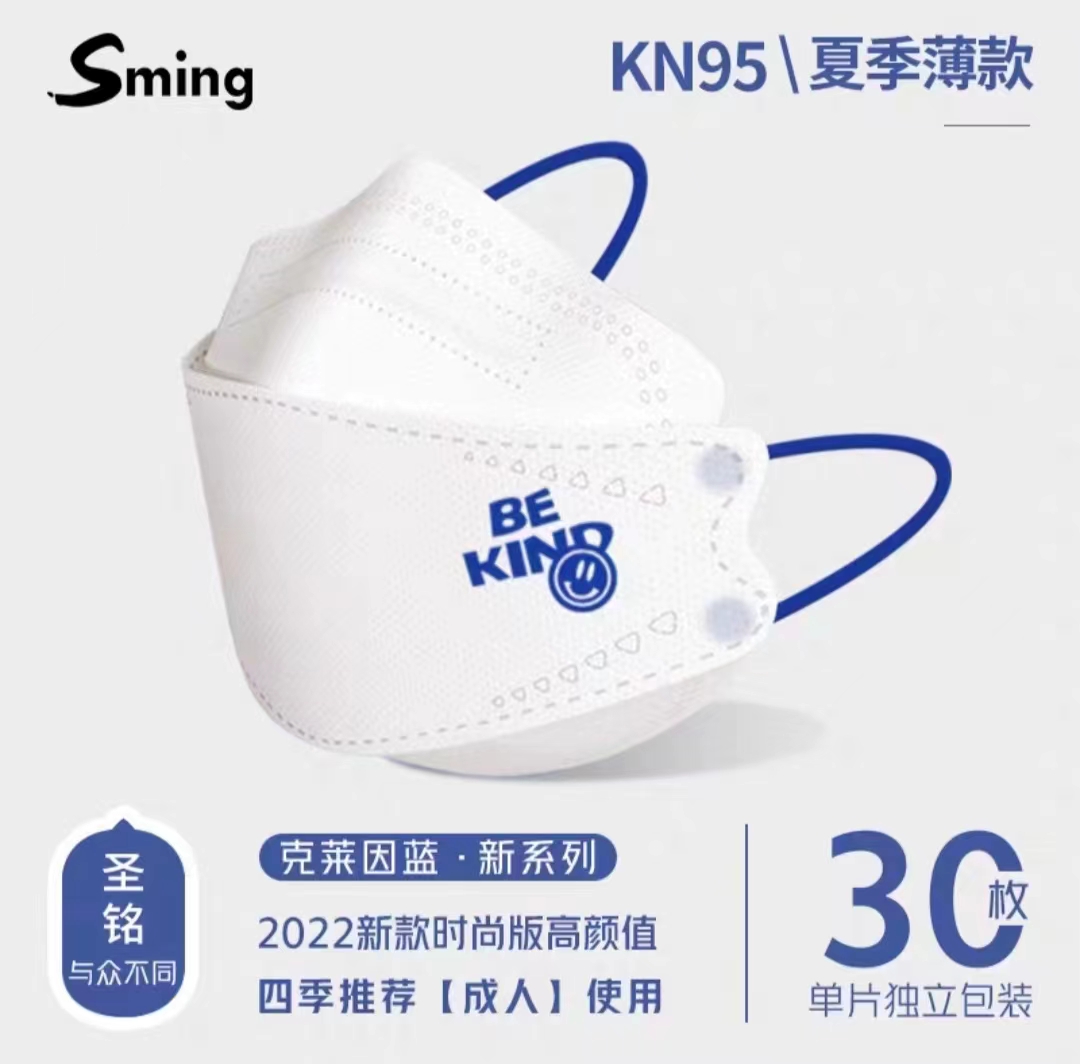 Sming
KN95\夏季薄款
BE
KIND
圣
铭
与众不同
克莱因蓝·新系列
2022新款时尚版高颜值
四季推荐【成人】使用
30枚
单片独立包装